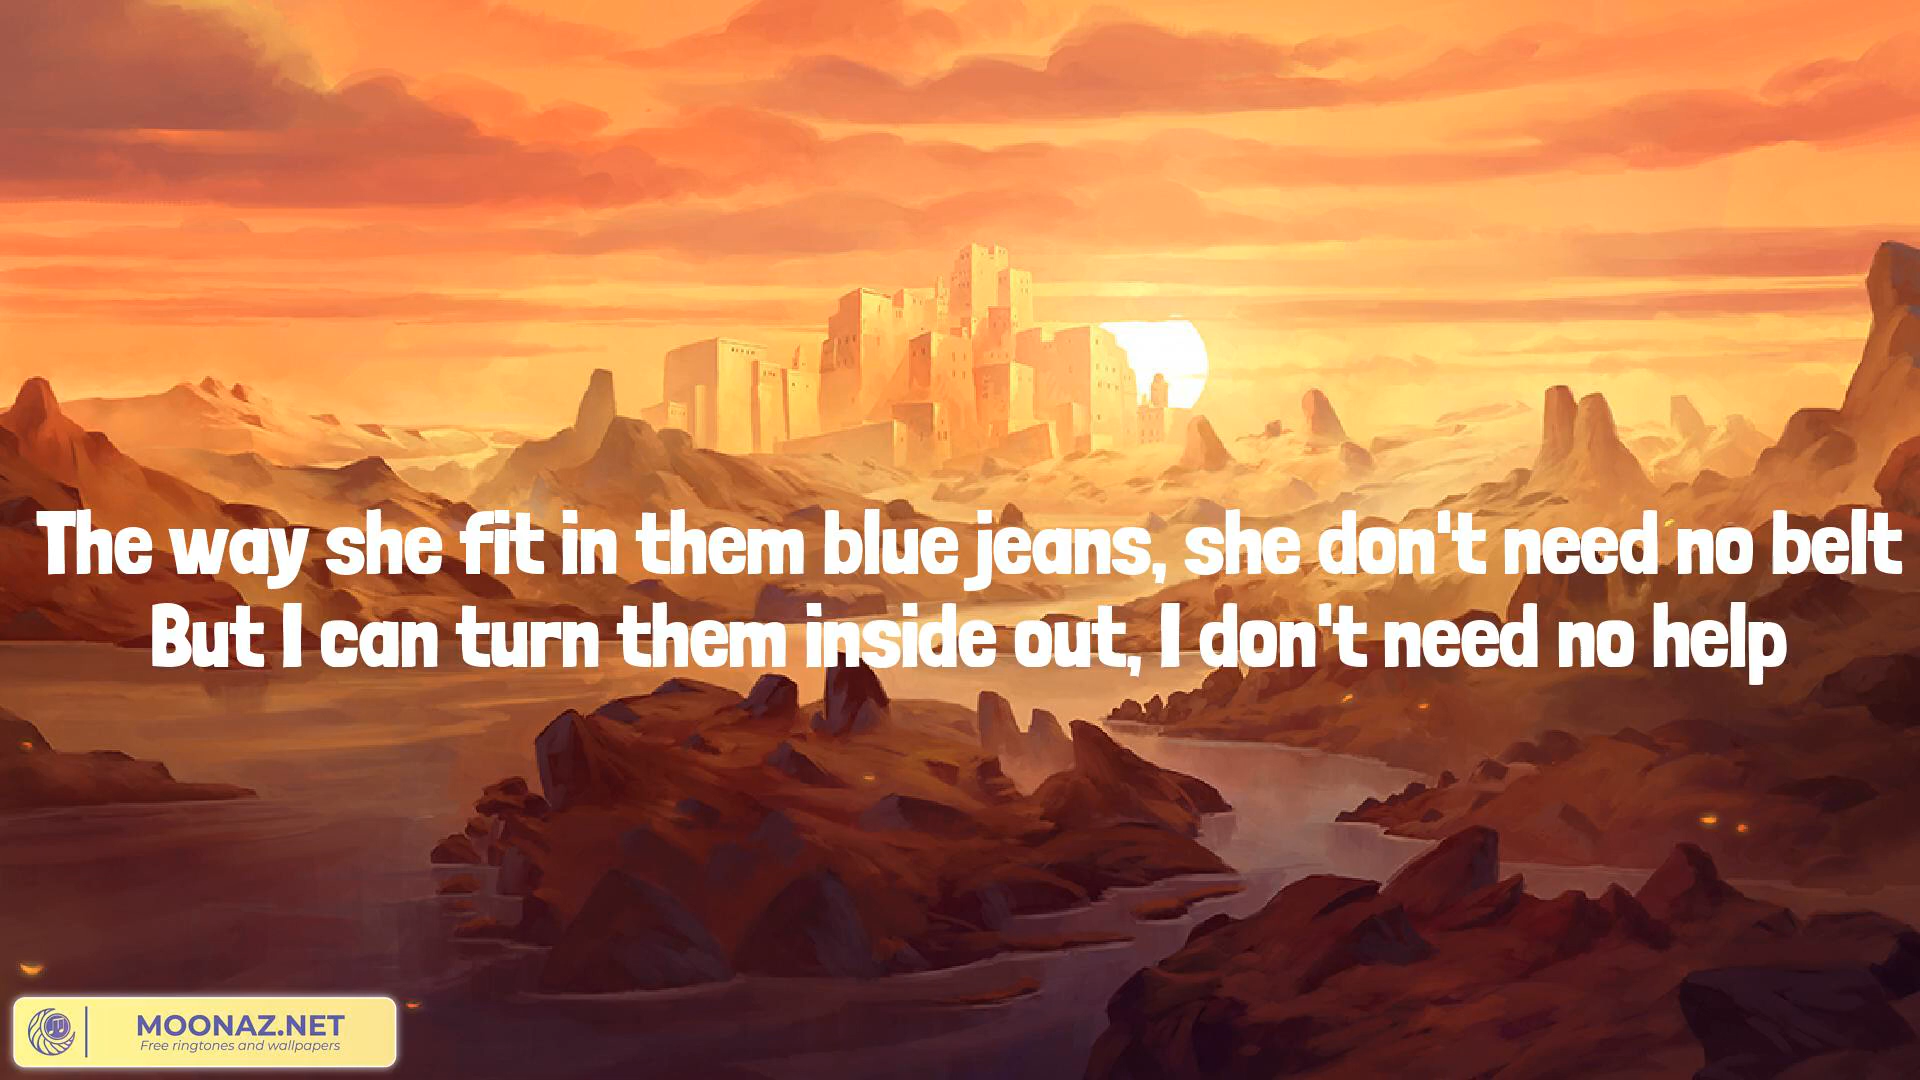 The way she fit in them blue jeans, she don't need no belt
But I can turn them inside out, I don't need no help
MOONAZ.NET
Free ringtones and wallpapers